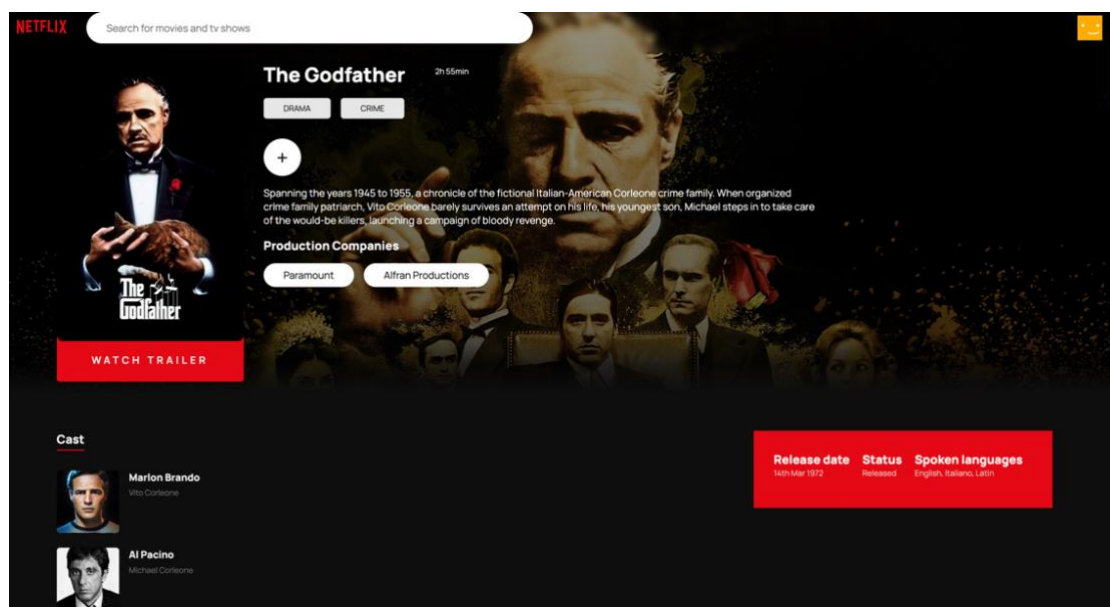 NETFLIX
Search for movies and tv shows
The Godfather
2h 55min
DRAMA
CRIME
+
Spanning the years 1945 to 1955, a chronicle of the fictional Italian-American Corleone crime family. When organized
crime family patriarch, Vito Corleone barely survives an attempt on his life, his youngest son, Michael steps in to take care
of the would-be killers, launching a campaign of bloody revenge.
Production Companies
Paramount
Alfran Productions
The
Godfather
WATCH TRAILER
Cast
Marlon Brando
Vito Corleone
Al Pacino
Michael Corleone
Release date
14th Mar 1972
Status
Released
Spoken languages
English, Italiano, Latin